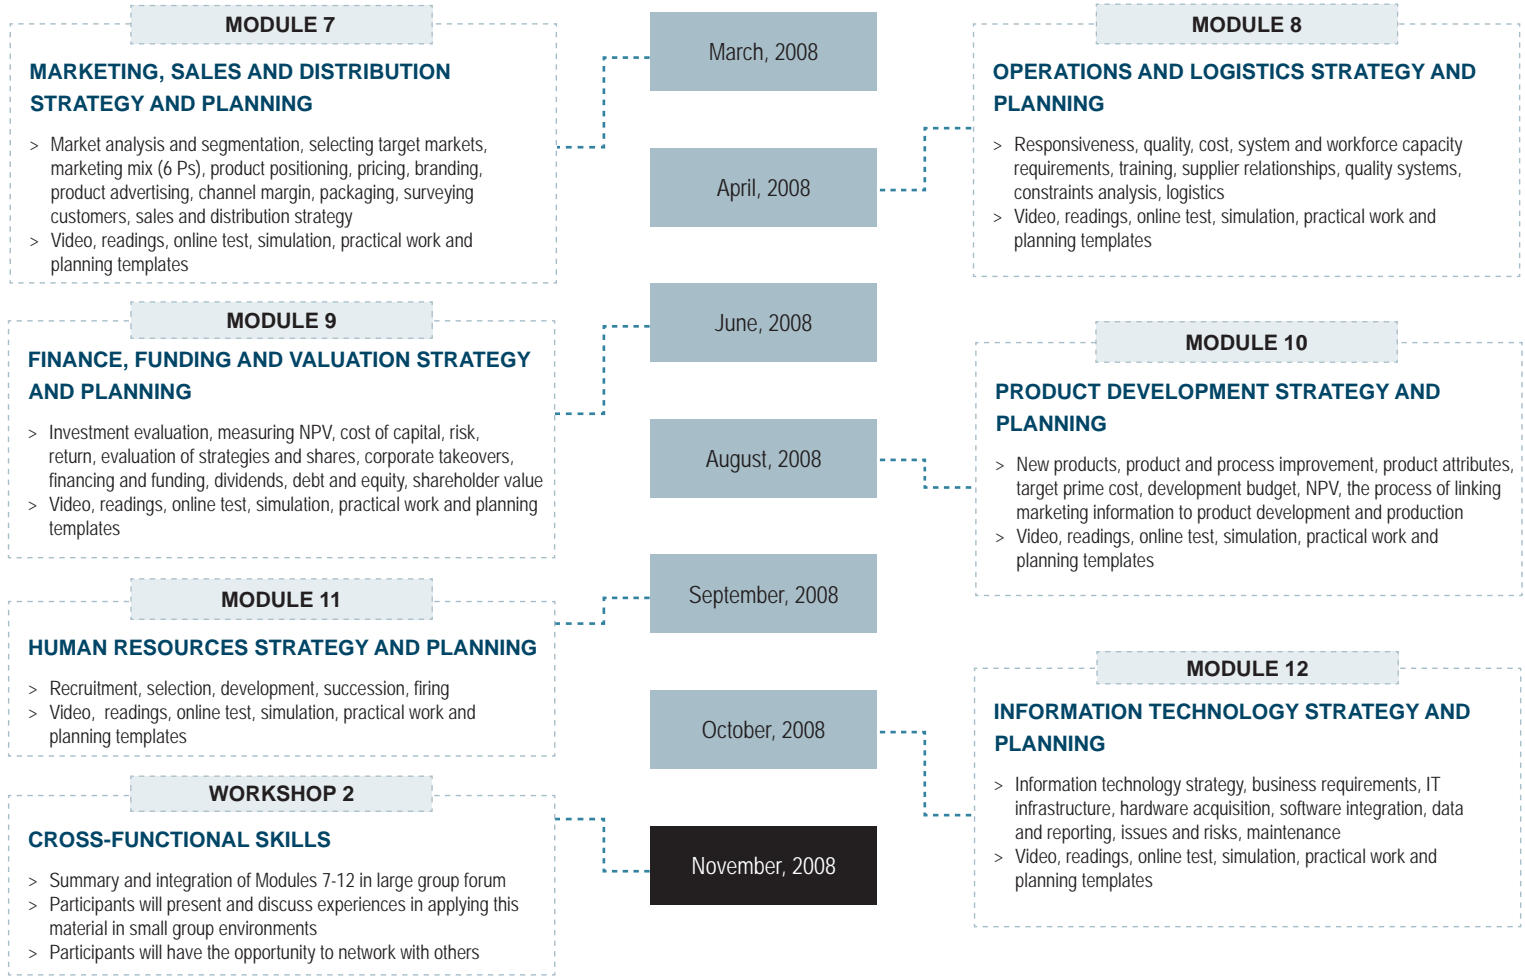 MODULE 7
MARKETING, SALES AND DISTRIBUTION
STRATEGY AND PLANNING
> Market analysis and segmentation, selecting target markets,
marketing mix (6 Ps), product positioning, pricing, branding,
product advertising, channel margin, packaging, surveying
customers, sales and distribution strategy
> Video, readings, online test, simulation, practical work and
planning templates
March, 2008
MODULE 8
OPERATIONS AND LOGISTICS STRATEGY AND
PLANNING
> Responsiveness, quality, cost, system and workforce capacity
requirements, training, supplier relationships, quality systems,
constraints analysis, logistics
> Video, readings, online test, simulation, practical work and
planning templates
April, 2008
MODULE 9
FINANCE, FUNDING AND VALUATION STRATEGY
AND PLANNING
> Investment evaluation, measuring NPV, cost of capital, risk,
return, evaluation of strategies and shares, corporate takeovers,
financing and funding, dividends, debt and equity, shareholder value
> Video, readings, online test, simulation, practical work and planning
templates
June, 2008
MODULE 10
PRODUCT DEVELOPMENT STRATEGY AND
PLANNING
> New products, product and process improvement, product attributes,
target prime cost, development budget, NPV, the process of linking
marketing information to product development and production
> Video, readings, online test, simulation, practical work and
planning templates
August, 2008
MODULE 11
HUMAN RESOURCES STRATEGY AND PLANNING
> Recruitment, selection, development, succession, firing
> Video, readings, online test, simulation, practical work and
planning templates
September, 2008
MODULE 12
INFORMATION TECHNOLOGY STRATEGY AND
PLANNING
> Information technology strategy, business requirements, IT
infrastructure, hardware acquisition, software integration, data
and reporting, issues and risks, maintenance
> Video, readings, online test, simulation, practical work and
planning templates
October, 2008
WORKSHOP 2
CROSS-FUNCTIONAL SKILLS
> Summary and integration of Modules 7-12 in large group forum
> Participants will present and discuss experiences in applying this
material in small group environments
> Participants will have the opportunity to network with others
November, 2008